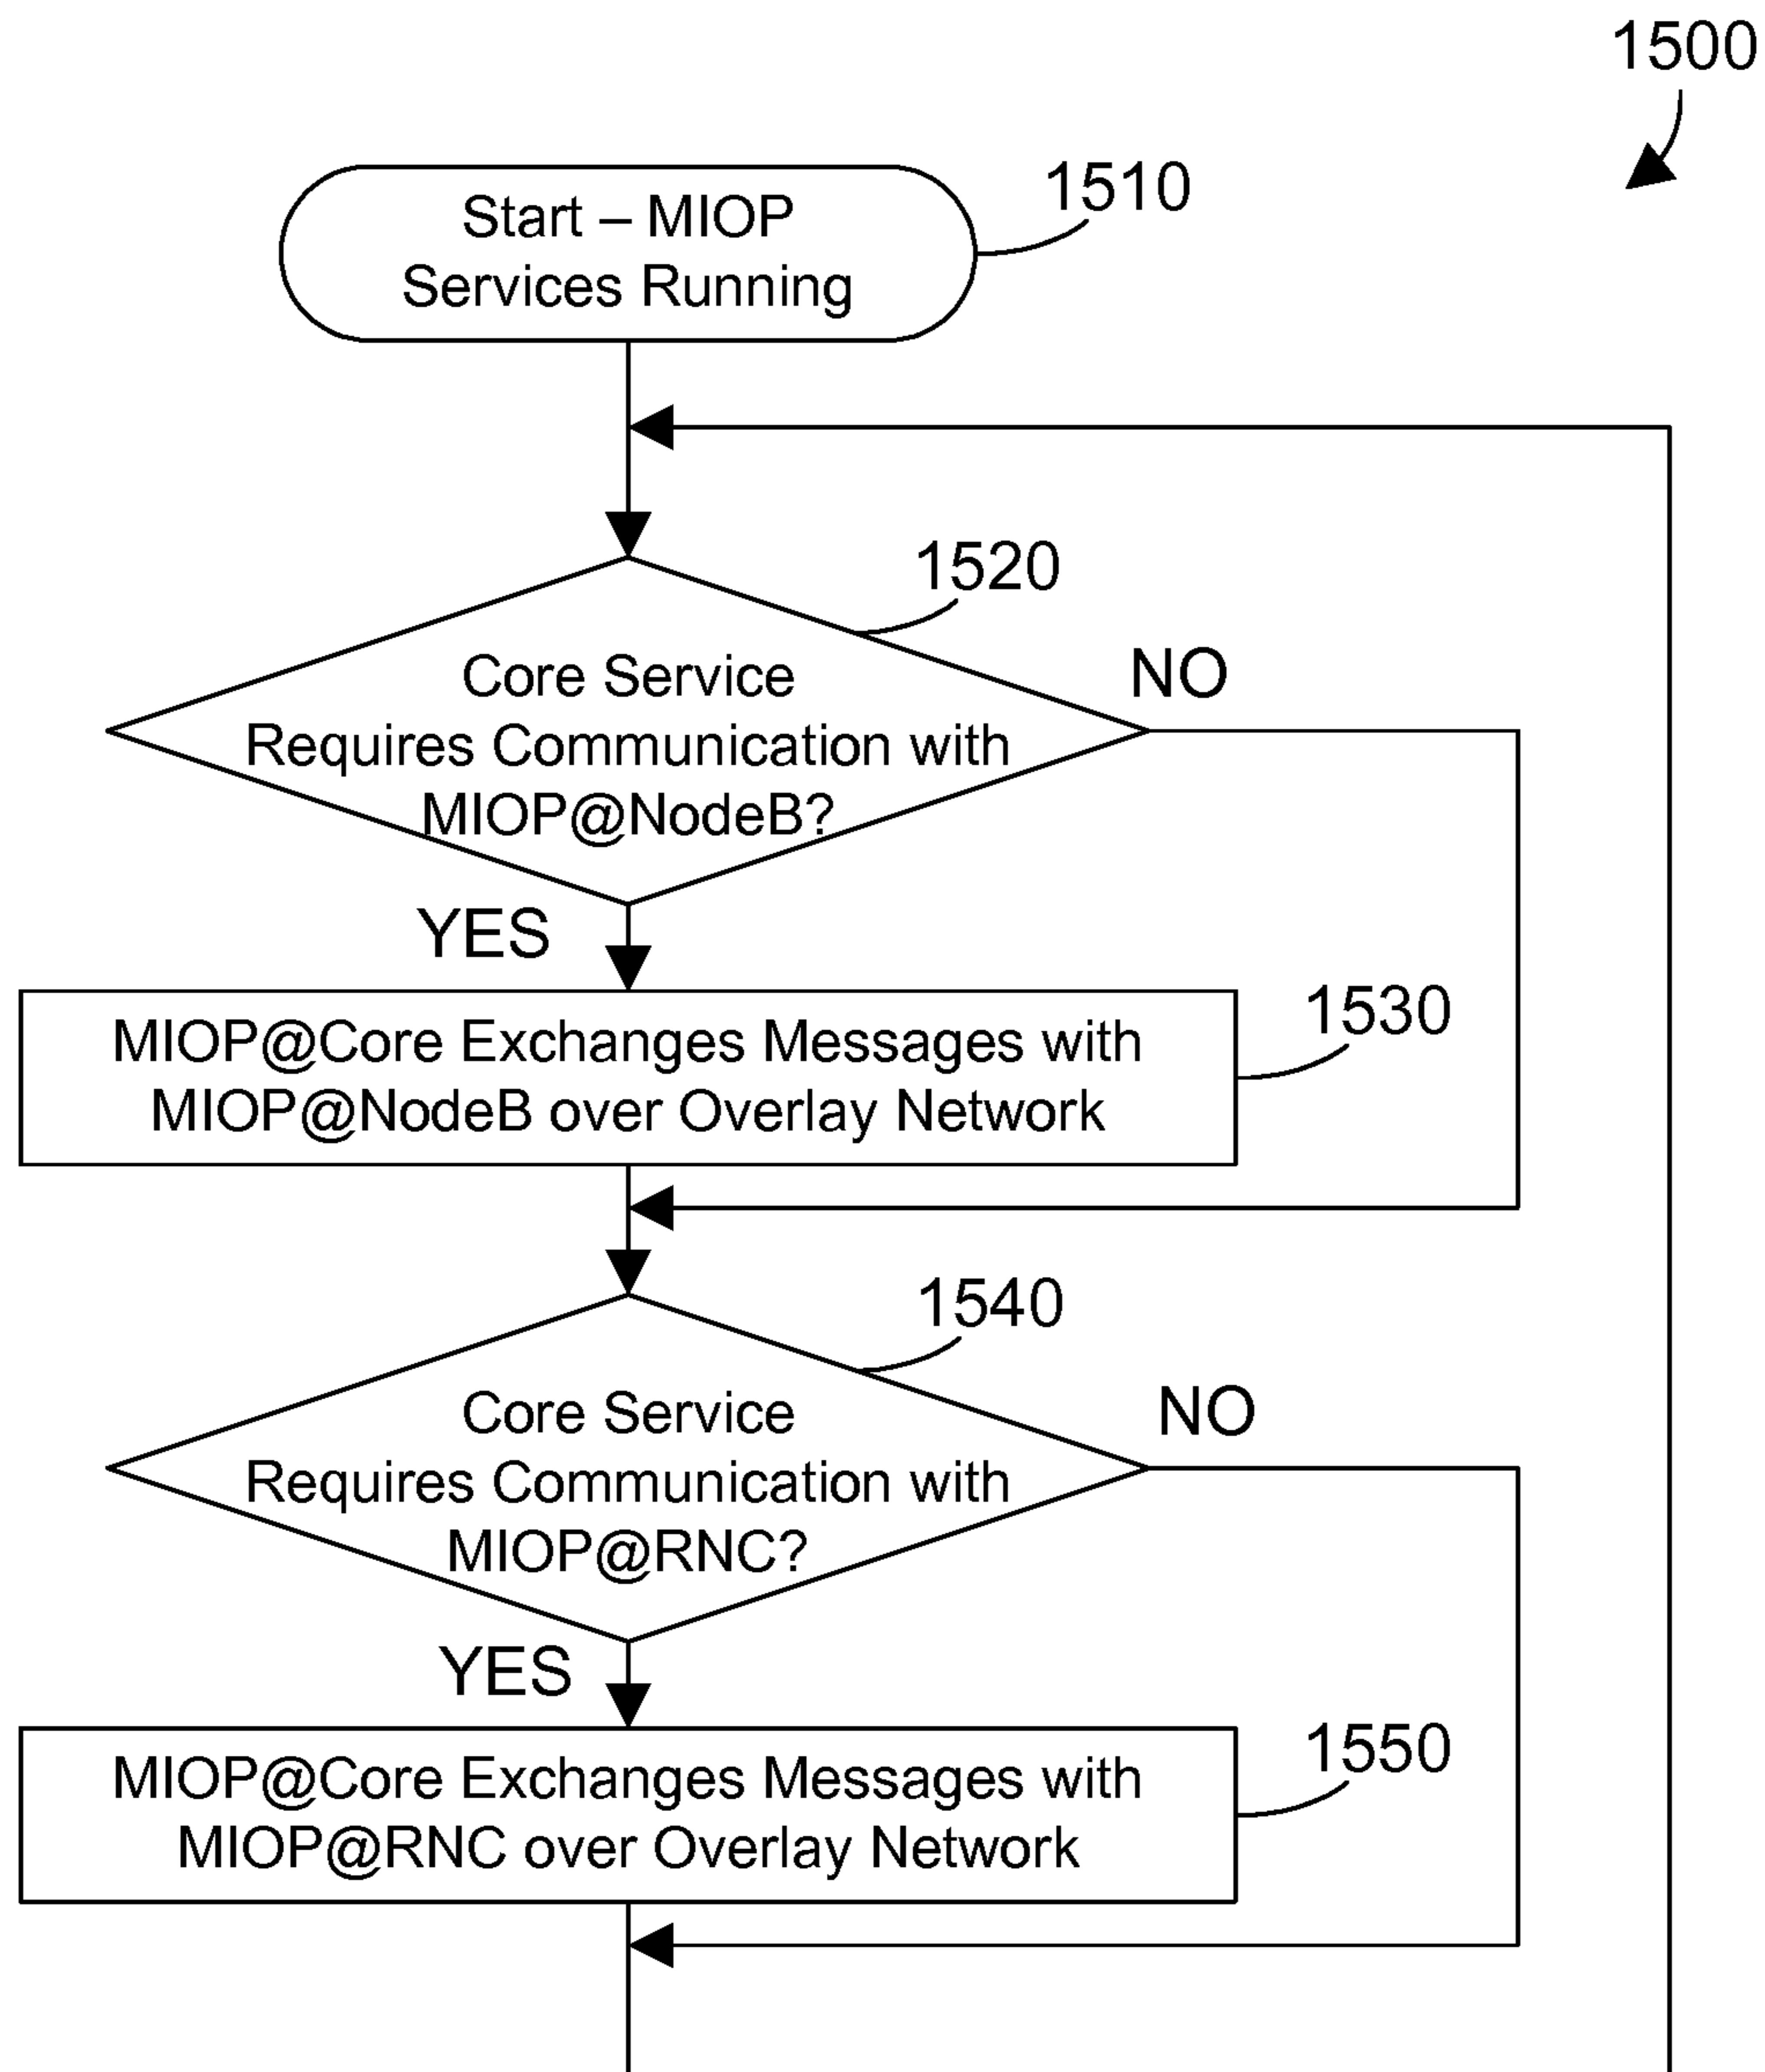 1500
Start – MIOP
Services Running
1510
1520
Core Service
Requires Communication with
MIOP@NodeB?
NO
YES
MIOP@Core Exchanges Messages with
MIOP@NodeB over Overlay Network
1530
1540
Core Service
Requires Communication with
MIOP@RNC?
NO
YES
MIOP@Core Exchanges Messages with
MIOP@RNC over Overlay Network
1550